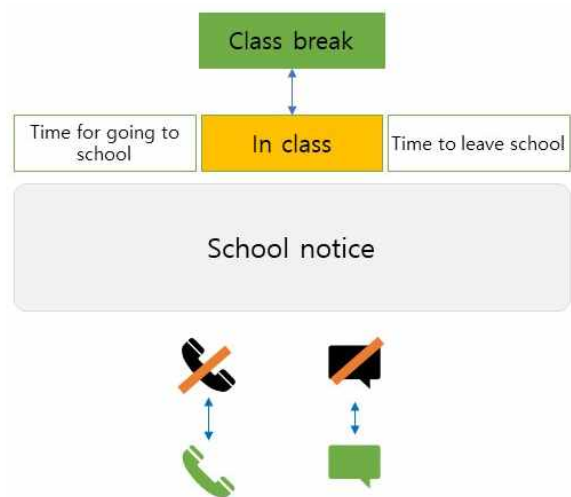 Class break
Time for going to
school
In class
Time to leave school
School notice